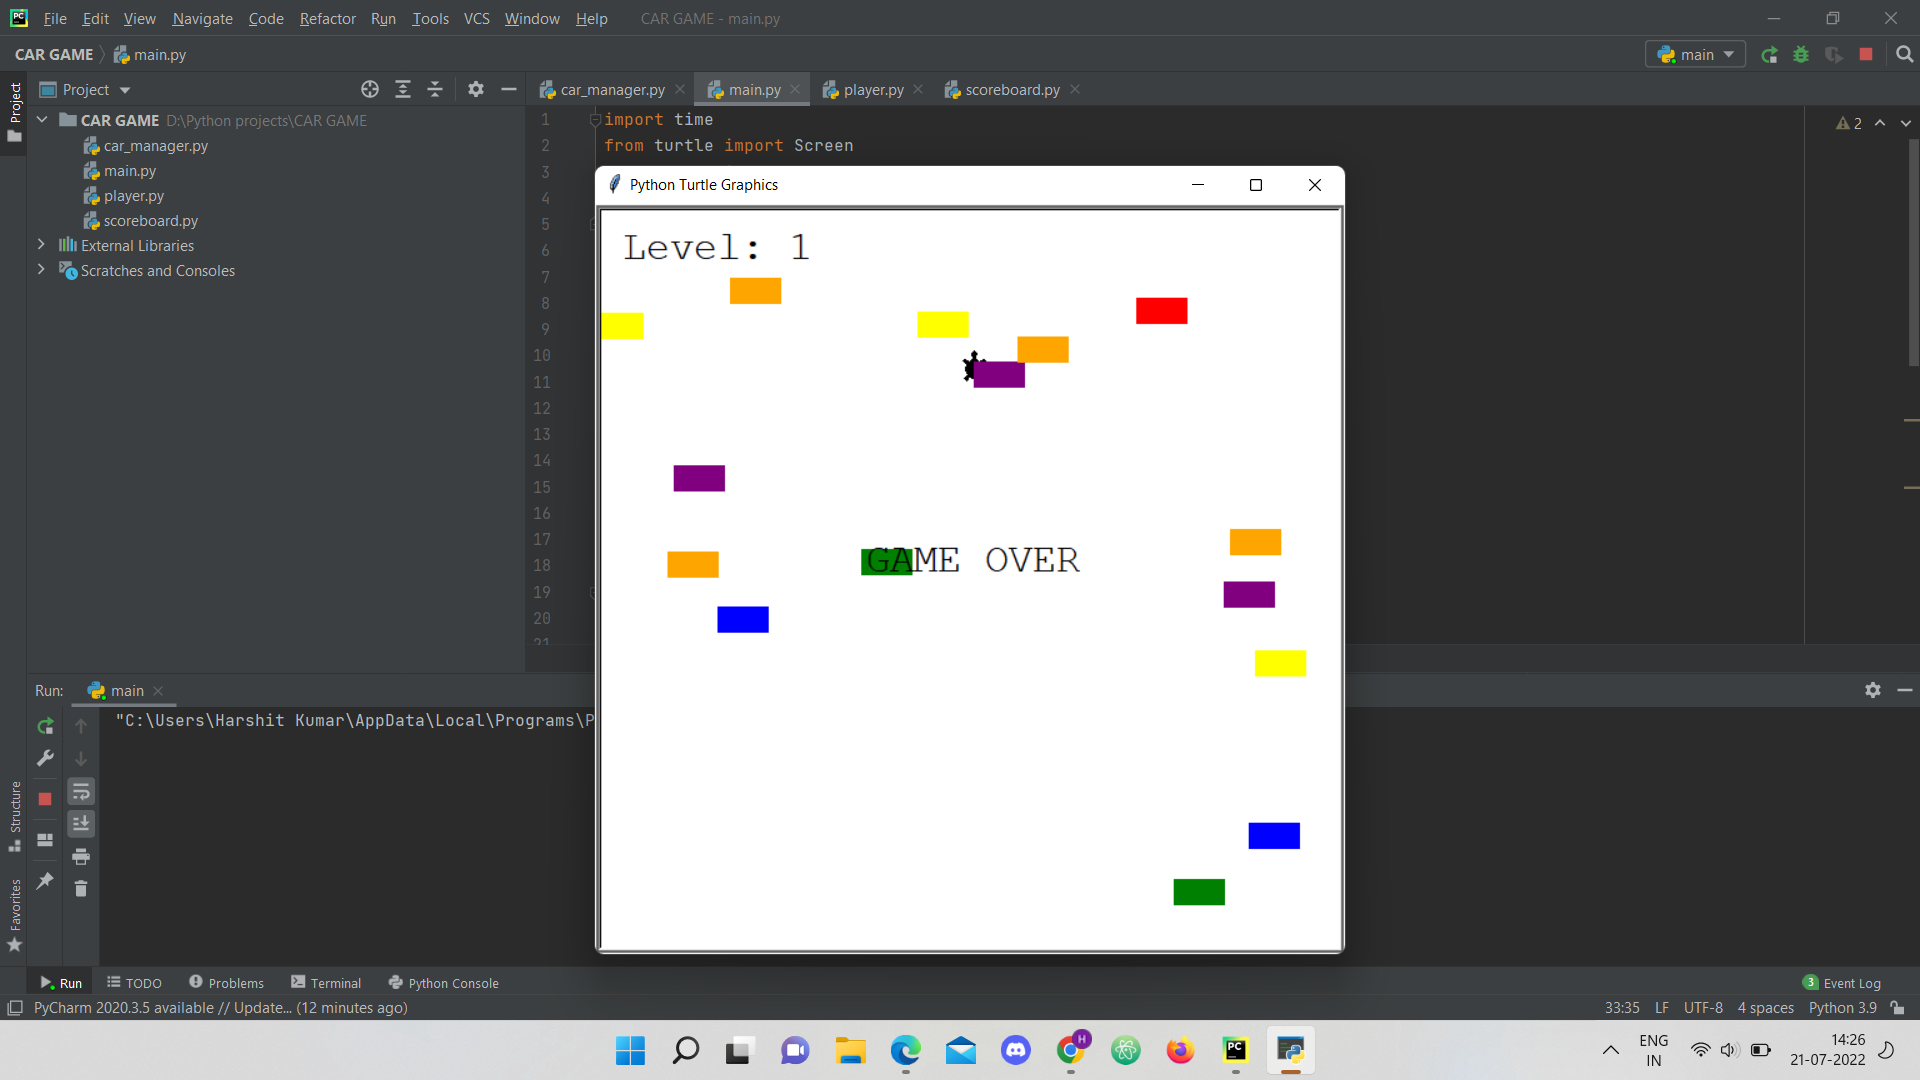 PC File Edit View Navigate Code Refactor Run Tools VCS Window Help CAR GAME - main.py
CAR GAME main.py
main
Project
Project
car_manager.py main.py player.py scoreboard.py
CAR GAME D:\Python projects\CAR GAME
car_manager.py
main.py
player.py
scoreboard.py
External Libraries
Scratches and Consoles
1 import time
2 from turtle import Screen
3
4
5
6
7
8
9
10
11
12
13
14
15
16
17
18
19
20
21
2
Python Turtle Graphics
Level: 1
GAME OVER
Run: main
"C:\Users\Harshit Kumar\AppData\Local\Programs\P
Structure
Favorites
Run TODO Problems Terminal Python Console
3 Event Log
PyCharm 2020.3.5 available // Update... (12 minutes ago)
33:35 LF UTF-8 4 spaces Python 3.9
H
PC
ENG
IN
14:26
21-07-2022